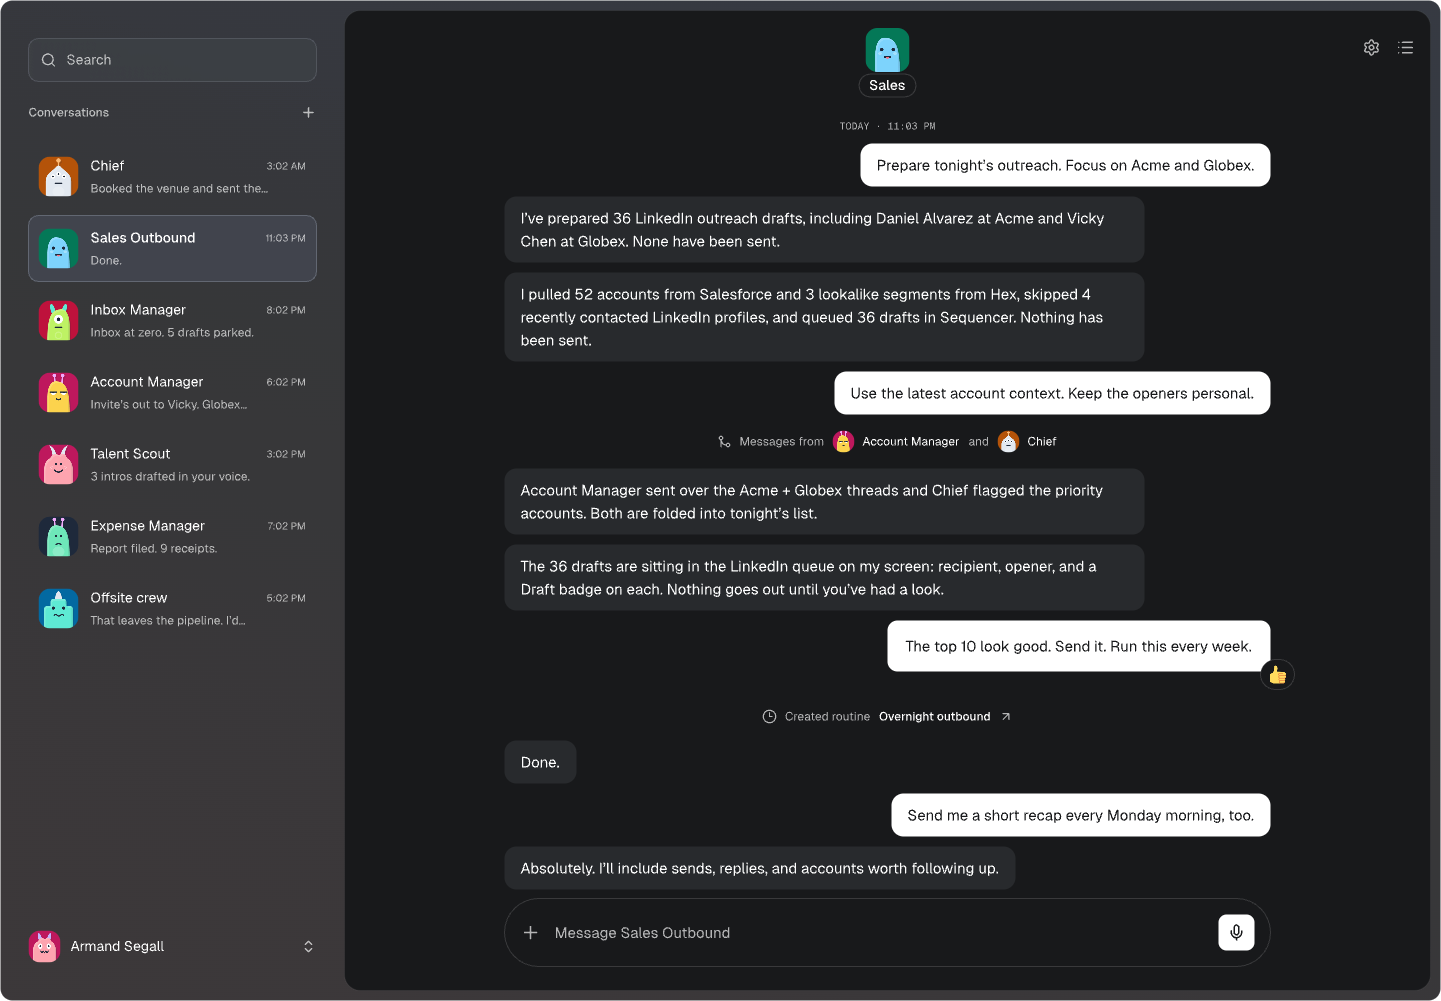 Search
Conversations
Chief
3:02 AM
Booked the venue and sent the…
Sales Outbound
11:03 PM
Done.
Inbox Manager
8:02 PM
Inbox at zero. 5 drafts parked.
Account Manager
6:02 PM
Invite's out to Vicky. Globex…
Talent Scout
3:02 PM
3 intros drafted in your voice.
Expense Manager
7:02 PM
Report filed. 9 receipts.
Offsite crew
5:02 PM
That leaves the pipeline. I'd…
Armand Segall
Sales
TODAY · 11:03 PM
Prepare tonight's outreach. Focus on Acme and Globex.
I've prepared 36 LinkedIn outreach drafts, including Daniel Alvarez at Acme and Vicky
Chen at Globex. None have been sent.
I pulled 52 accounts from Salesforce and 3 lookalike segments from Hex, skipped 4
recently contacted LinkedIn profiles, and queued 36 drafts in Sequencer. Nothing has
been sent.
Use the latest account context. Keep the openers personal.
Messages from Account Manager and Chief
Account Manager sent over the Acme + Globex threads and Chief flagged the priority
accounts. Both are folded into tonight's list.
The 36 drafts are sitting in the LinkedIn queue on my screen: recipient, opener, and a
Draft badge on each. Nothing goes out until you've had a look.
The top 10 look good. Send it. Run this every week.
Created routine Overnight outbound
Done.
Send me a short recap every Monday morning, too.
Absolutely. I'll include sends, replies, and accounts worth following up.
Message Sales Outbound